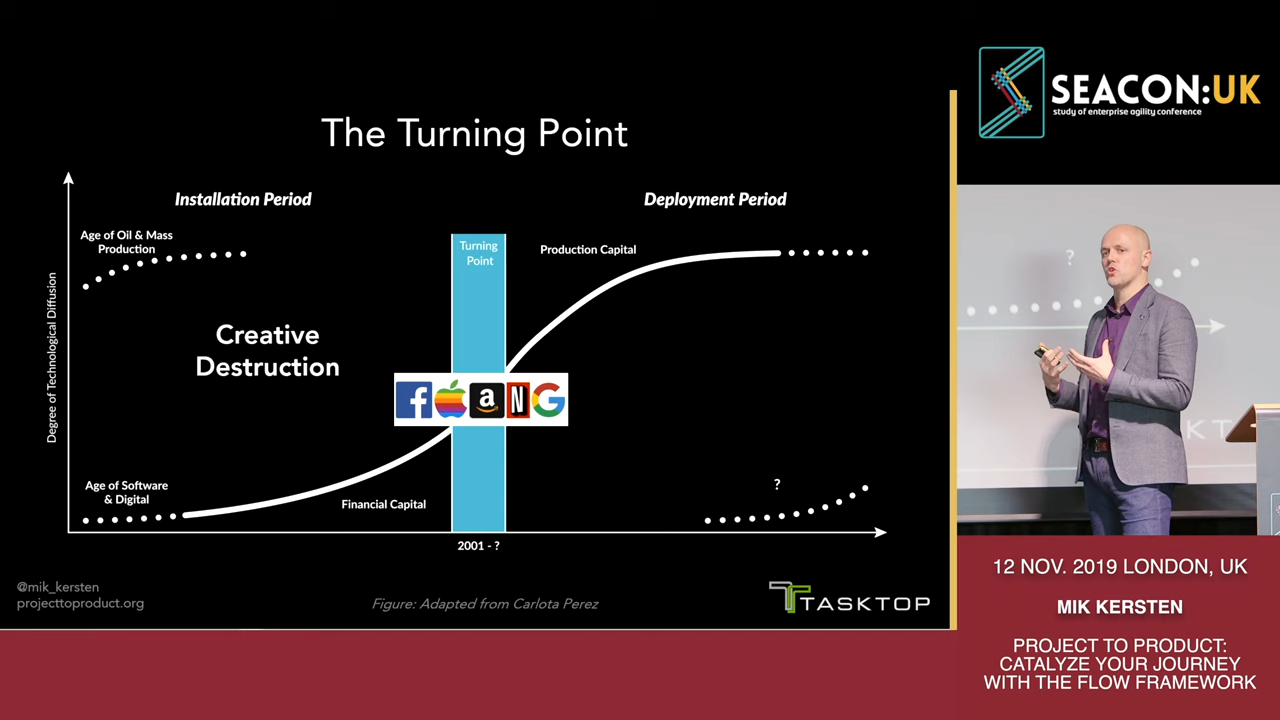 The Turning Point
Installation Period
Deployment Period
Age of Oil & Mass
Production
Turning
Point
Production Capital
Creative
Destruction
Degree of Technological Diffusion
f a N G
Age of Software
& Digital
Financial Capital
?
2001 - ?
@mik_kersten
projecttoproduct.org
Figure: Adapted from Carlota Perez
TASKTOP
SEACON:UK
study of enterprise agility conference
?
KT
12 NOV. 2019 LONDON, UK
MIK KERSTEN
PROJECT TO PRODUCT:
CATALYZE YOUR JOURNEY
WITH THE FLOW FRAMEWORK